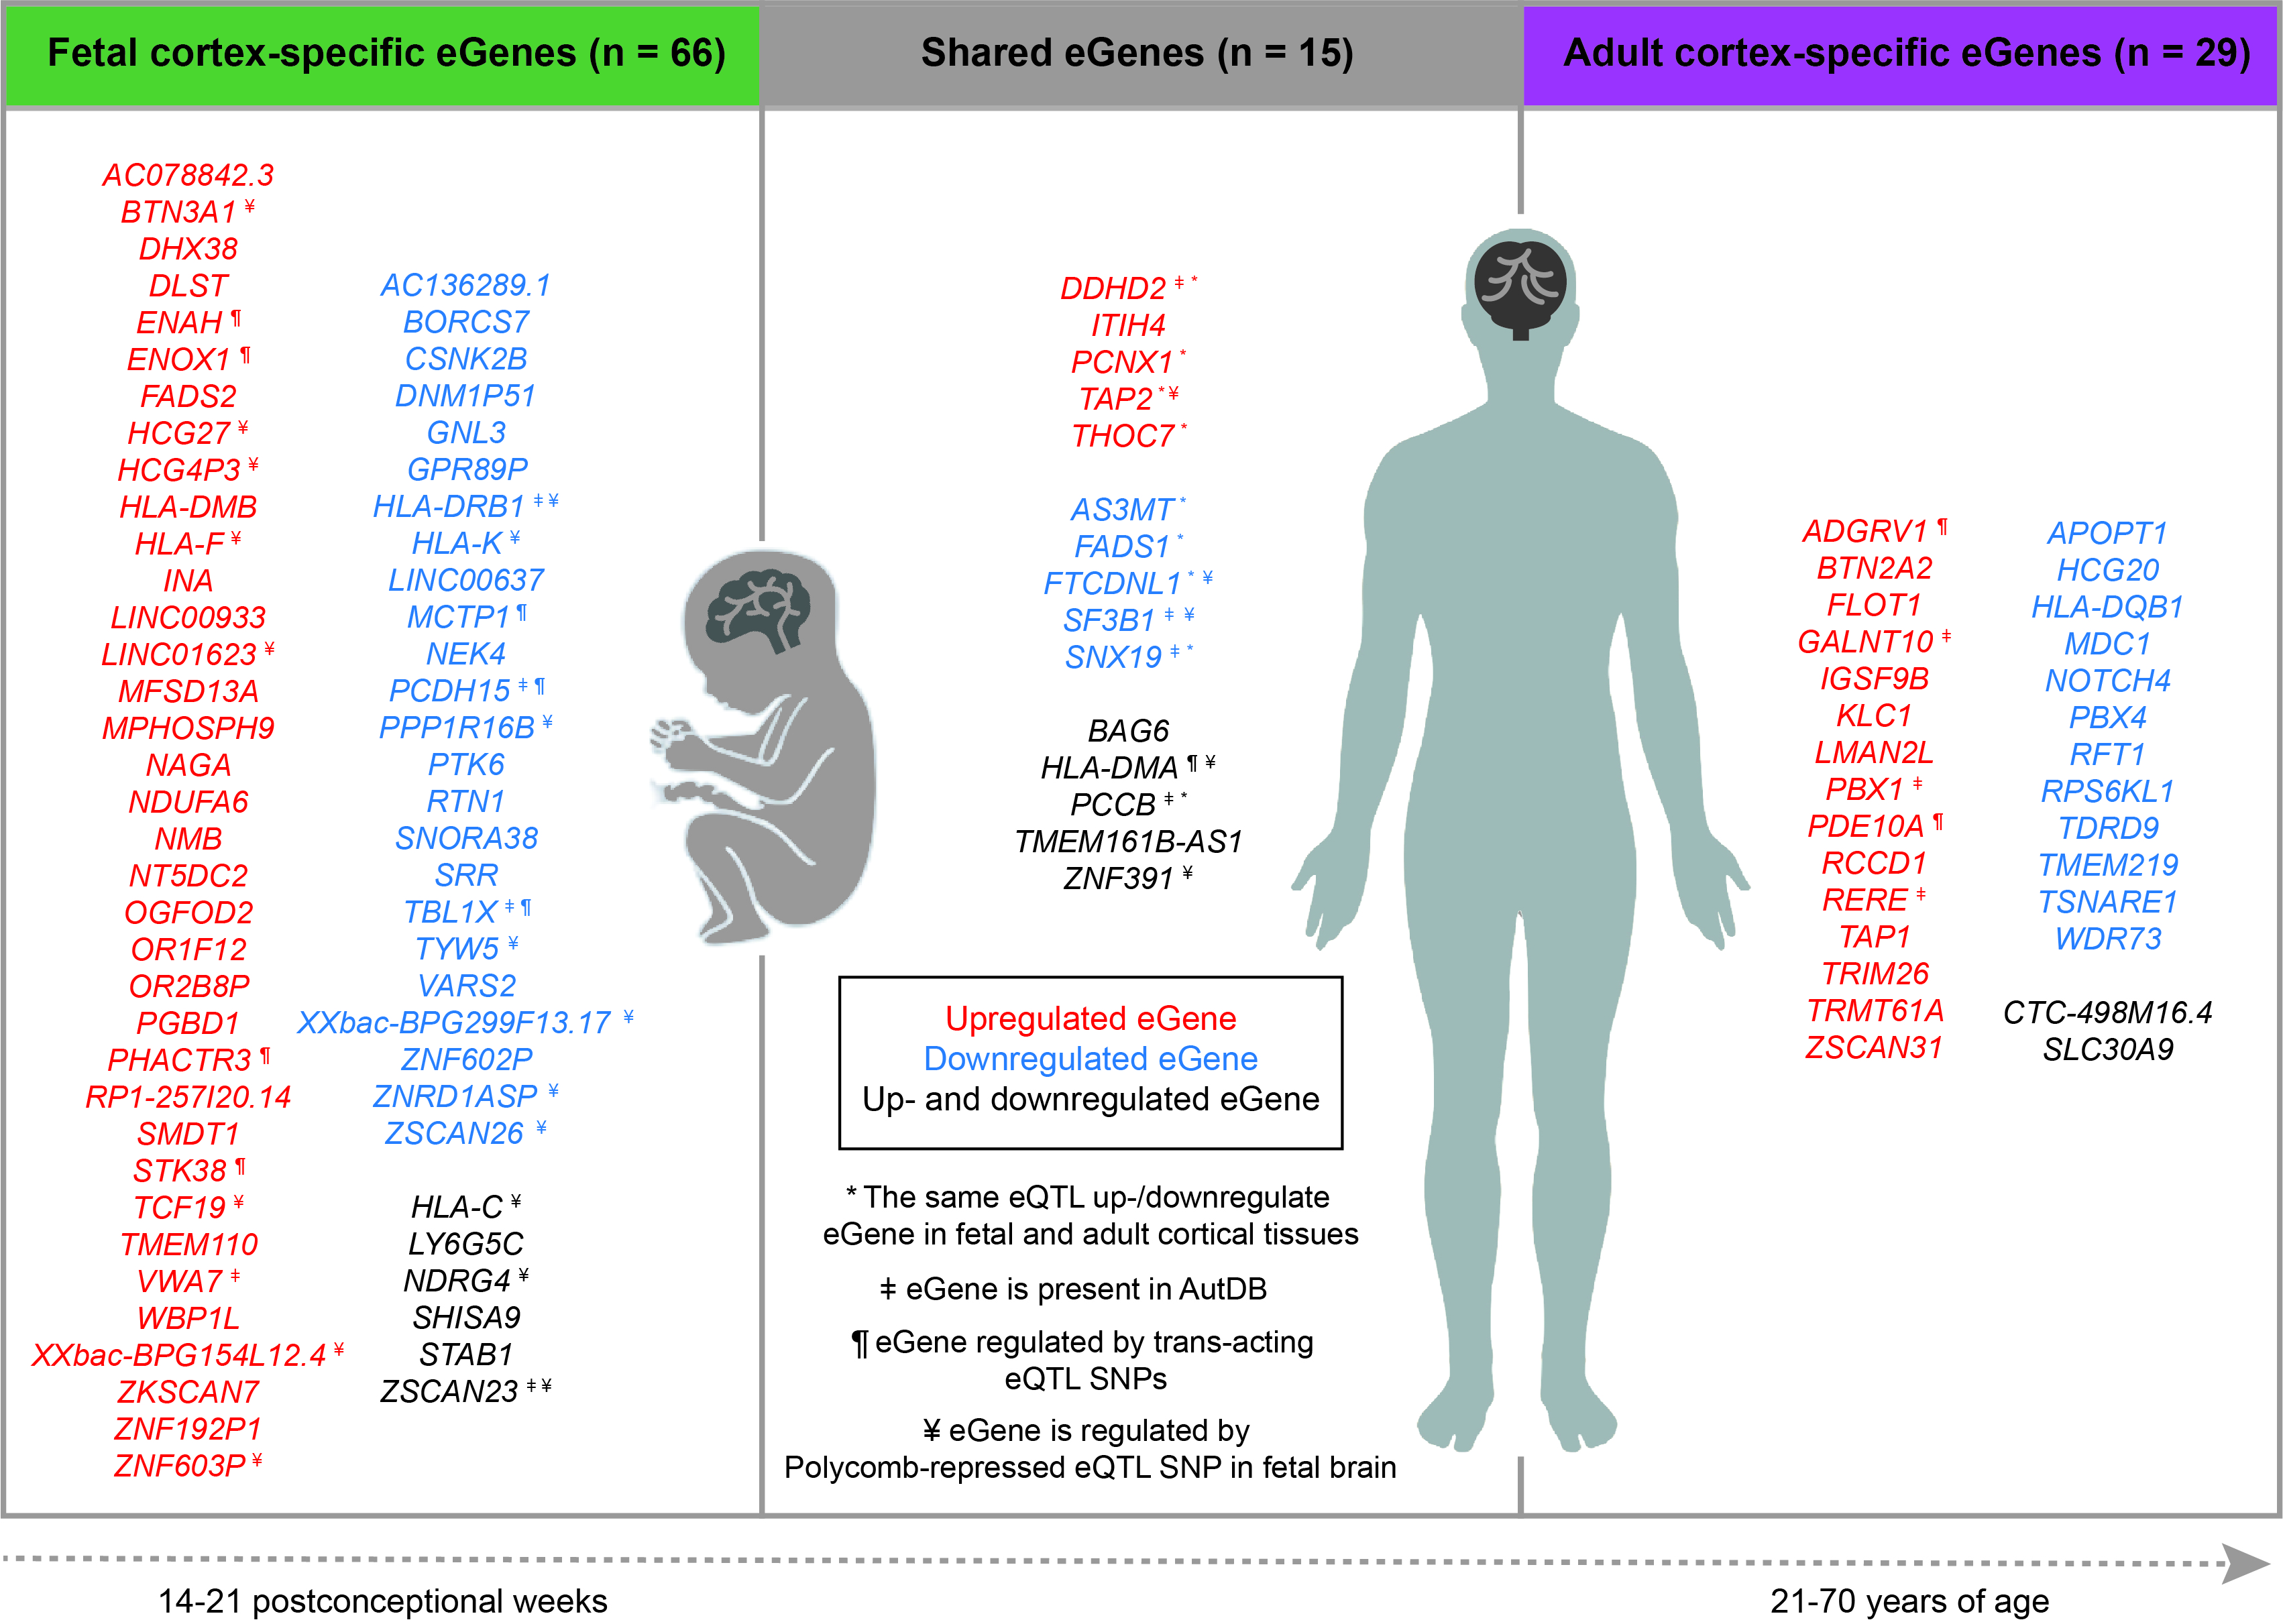 Fetal cortex-specific eGenes (n = 66)
Shared eGenes (n = 15)
Adult cortex-specific eGenes (n = 29)
AC078842.3
BTN3A1 ¥
DHX38
DLST
ENAH ¶
ENOX1 ¶
FADS2
HCG27 ¥
HCG4P3 ¥
HLA-DMB
HLA-F ¥
INA
LINC00933
LINC01623 ¥
MFSD13A
MPHOSPH9
NAGA
NDUFA6
NMB
NT5DC2
OGFOD2
OR1F12
OR2B8P
PGBD1
PHACTR3 ¶
RP1-257I20.14
SMDT1
STK38 ¶
TCF19 ¥
TMEM110
VWA7 ‡
WBP1L
XXbac-BPG154L12.4 ¥
ZKSCAN7
ZNF192P1
ZNF603P ¥
AC136289.1
BORCS7
CSNK2B
DNM1P51
GNL3
GPR89P
HLA-DRB1 ‡ ¥
HLA-K ¥
LINC00637
MCTP1 ¶
NEK4
PCDH15 ‡ ¶
PPP1R16B ¥
PTK6
RTN1
SNORA38
SRR
TBL1X ‡ ¶
TYW5 ¥
VARS2
XXbac-BPG299F13.17 ¥
ZNF602P
ZNRD1ASP ¥
ZSCAN26 ¥
HLA-C ¥
LY6G5C
NDRG4 ¥
SHISA9
STAB1
ZSCAN23 ‡ ¥
DDHD2 ‡ *
ITIH4
PCNX1 *
TAP2 * ¥
THOC7 *
AS3MT *
FADS1 *
FTCDNL1 * ¥
SF3B1 ‡ ¥
SNX19 ‡ *
BAG6
HLA-DMA ¶ ¥
PCCB ‡ *
TMEM161B-AS1
ZNF391 ¥
Upregulated eGene
Downregulated eGene
Up- and downregulated eGene
* The same eQTL up-/downregulate
eGene in fetal and adult cortical tissues
‡ eGene is present in AutDB
¶ eGene regulated by trans-acting
eQTL SNPs
¥ eGene is regulated by
Polycomb-repressed eQTL SNP in fetal brain
ADGRV1 ¶
BTN2A2
FLOT1
GALNT10 ‡
IGSF9B
KLC1
LMAN2L
PBX1 ‡
PDE10A ¶
RCCD1
RERE ‡
TAP1
TRIM26
TRMT61A
ZSCAN31
APOPT1
HCG20
HLA-DQB1
MDC1
NOTCH4
PBX4
RFT1
RPS6KL1
TDRD9
TMEM219
TSNARE1
WDR73
CTC-498M16.4
SLC30A9
14-21 postconceptional weeks
21-70 years of age